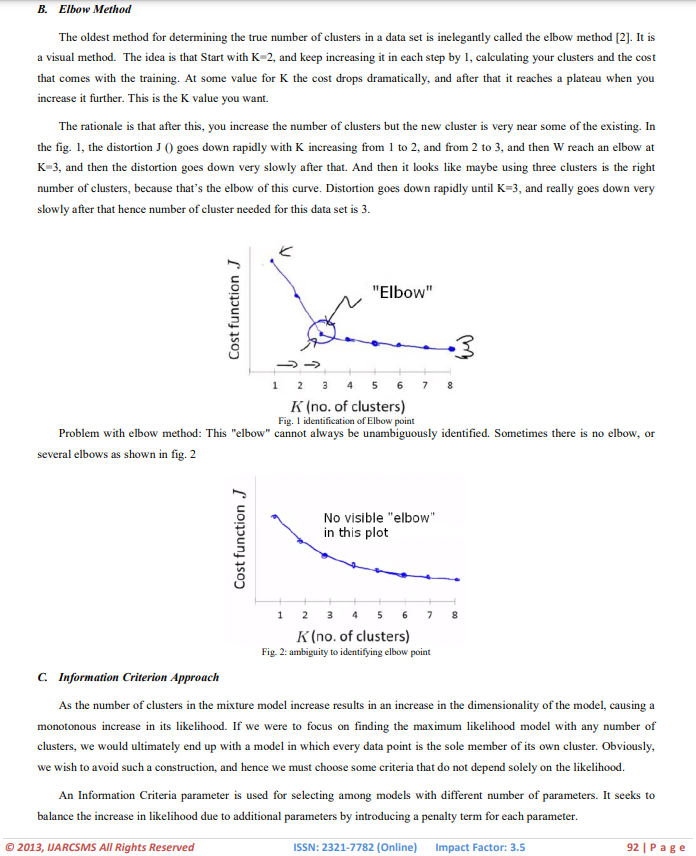 B. Elbow Method
The oldest method for determining the true number of clusters in a data set is inelegantly called the elbow method [2]. It is
a visual method. The idea is that Start with K=2, and keep increasing it in each step by 1, calculating your clusters and the cost
that comes with the training. At some value for K the cost drops dramatically, and after that it reaches a plateau when you
increase it further. This is the K value you want.
The rationale is that after this, you increase the number of clusters but the new cluster is very near some of the existing. In
the fig. 1, the distortion J () goes down rapidly with K increasing from 1 to 2, and from 2 to 3, and then W reach an elbow at
K=3, and then the distortion goes down very slowly after that. And then it looks like maybe using three clusters is the right
number of clusters, because that's the elbow of this curve. Distortion goes down rapidly until K=3, and really goes down very
slowly after that hence number of cluster needed for this data set is 3.
Cost function J
"Elbow"
3
1 2 3 4 5 6 7 8
K (no. of clusters)
Fig. 1 identification of Elbow point
Problem with elbow method: This "elbow" cannot always be unambiguously identified. Sometimes there is no elbow, or
several elbows as shown in fig. 2
Cost function J
No visible "elbow"
in this plot
1 2 3 4 5 6 7 8
K (no. of clusters)
Fig. 2: ambiguity to identifying elbow point
C. Information Criterion Approach
As the number of clusters in the mixture model increase results in an increase in the dimensionality of the model, causing a
monotonous increase in its likelihood. If we were to focus on finding the maximum likelihood model with any number of
clusters, we would ultimately end up with a model in which every data point is the sole member of its own cluster. Obviously,
we wish to avoid such a construction, and hence we must choose some criteria that do not depend solely on the likelihood.
An Information Criteria parameter is used for selecting among models with different number of parameters. It seeks to
balance the increase in likelihood due to additional parameters by introducing a penalty term for each parameter.
© 2013, IJARCSMS All Rights Reserved ISSN: 2321-7782 (Online) Impact Factor: 3.5 92 | P a g e